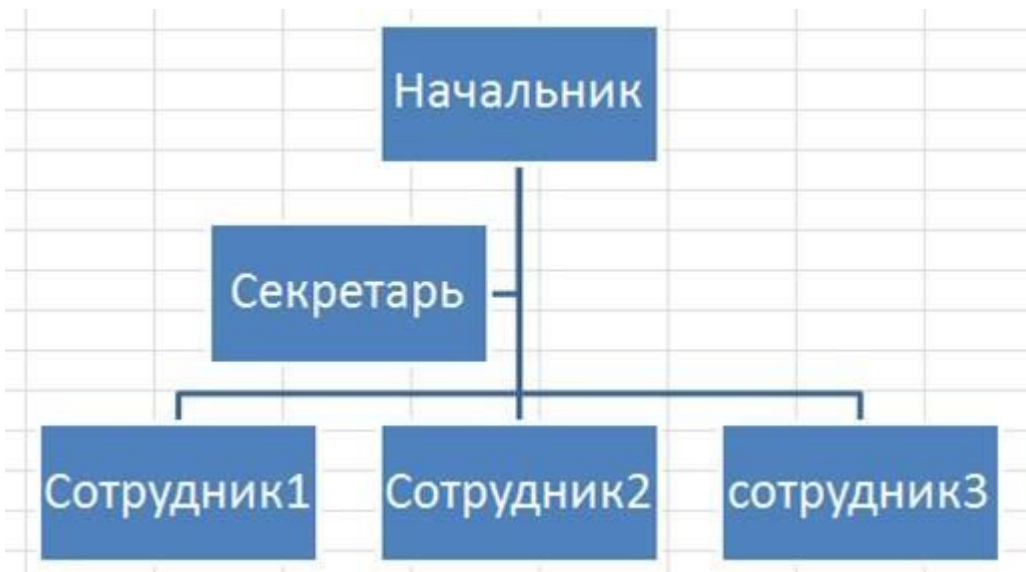 Начальник
Секретарь
Сотрудник1
Сотрудник2
сотрудник3